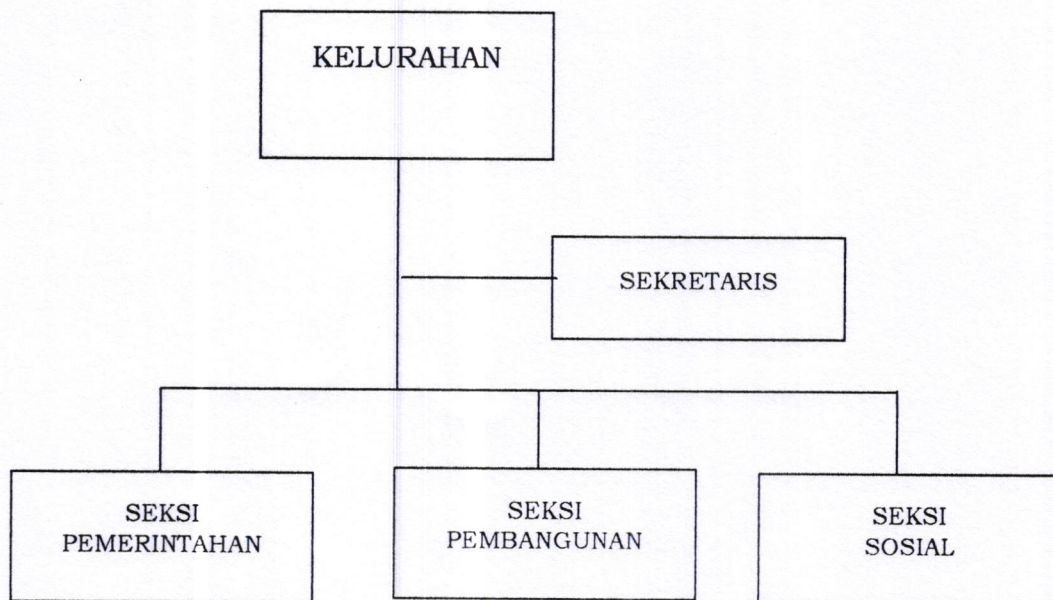 KELURAHAN
SEKRETARIS
SEKSI
PEMERINTAHAN
SEKSI
PEMBANGUNAN
SEKSI
SOSIAL